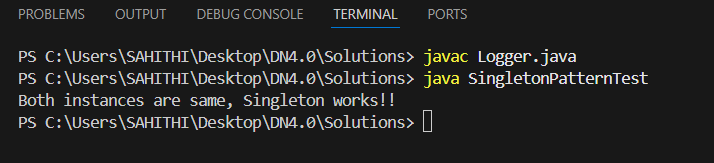 PROBLEMS OUTPUT DEBUG CONSOLE TERMINAL PORTS
PS C:\Users\SAHITHI\Desktop\DN4.0\Solutions> javac Logger.java
PS C:\Users\SAHITHI\Desktop\DN4.0\Solutions> java SingletonPatternTest
Both instances are same, Singleton works!!
PS C:\Users\SAHITHI\Desktop\DN4.0\Solutions>